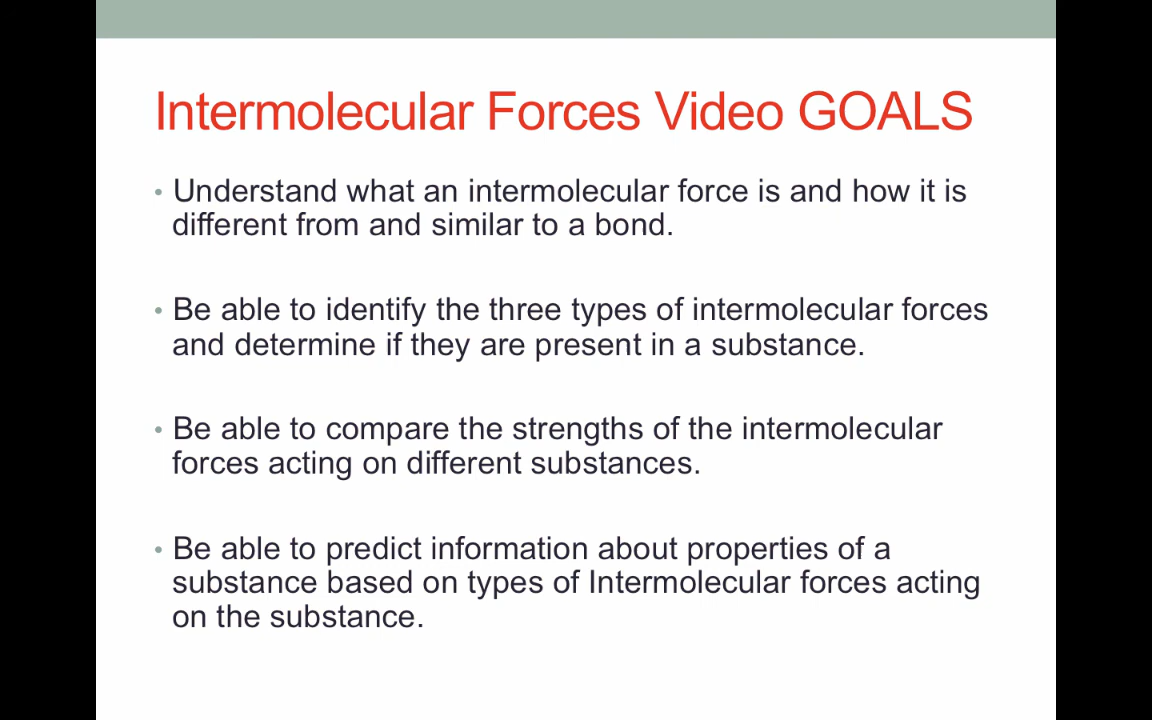 Intermolecular Forces Video GOALS
• Understand what an intermolecular force is and how it is
different from and similar to a bond.
• Be able to identify the three types of intermolecular forces
and determine if they are present in a substance.
• Be able to compare the strengths of the intermolecular
forces acting on different substances.
• Be able to predict information about properties of a
substance based on types of Intermolecular forces acting
on the substance.